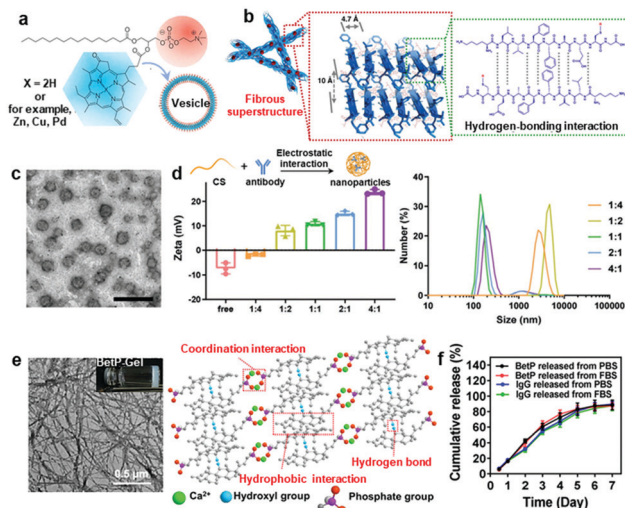 a
X = 2H
or
for example,
Zn, Cu, Pd
Vesicle
b
4.7 Å
10 Å
Fibrous
superstructure
Hydrogen-bonding interaction
c
d
CS
+
antibody
Electrostatic
interaction
nanoparticles
Zeta (mV)
30
20
10
0
-10
-20
free 1:4 1:2 1:1 2:1 4:1
Number (%)
40
30
20
10
0
10 100 1000 10000 100000
Size (nm)
1:4
1:2
1:1
2:1
4:1
e
BetP-Gel
0.5 μm
Coordination interaction
Hydrophobic
interaction
Hydrogen bond
Ca²⁺ Hydroxyl group Phosphate group
f
Cumulative release (%)
140
120
100
80
60
40
20
0
BetP released from PBS
BetP released from FBS
IgG released from PBS
IgG released from FBS
0 1 2 3 4 5 6 7
Time (Day)